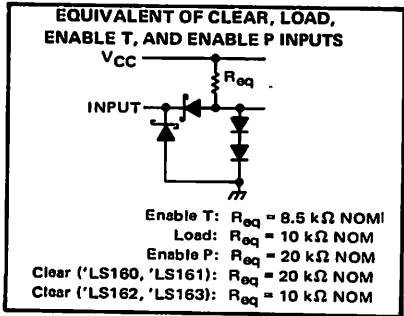 EQUIVALENT OF CLEAR, LOAD,
ENABLE T, AND ENABLE P INPUTS
VCC
Req
INPUT
Enable T: Req = 8.5 kΩ NOM
Load: Req = 10 kΩ NOM
Enable P: Req = 20 kΩ NOM
Clear ('LS160, 'LS161): Req = 20 kΩ NOM
Clear ('LS162, 'LS163): Req = 10 kΩ NOM